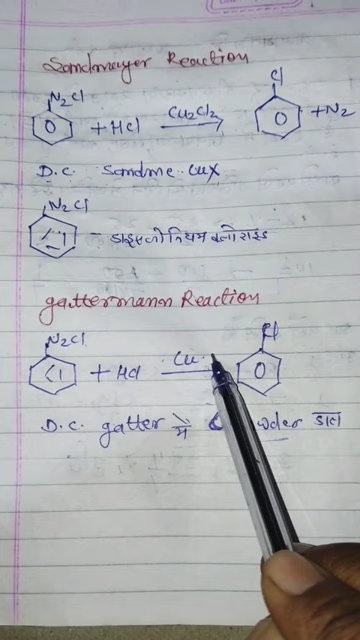 Sandmeyer Reaction
N2Cl + HCl Cu2Cl2 Cl + N2
D.C. Sandme. CuX
N2Cl
- डाइएजोनियम क्लोराइड
gattermann Reaction
N2Cl + HCl Cu Cl
D.C. gatter में wder डाल